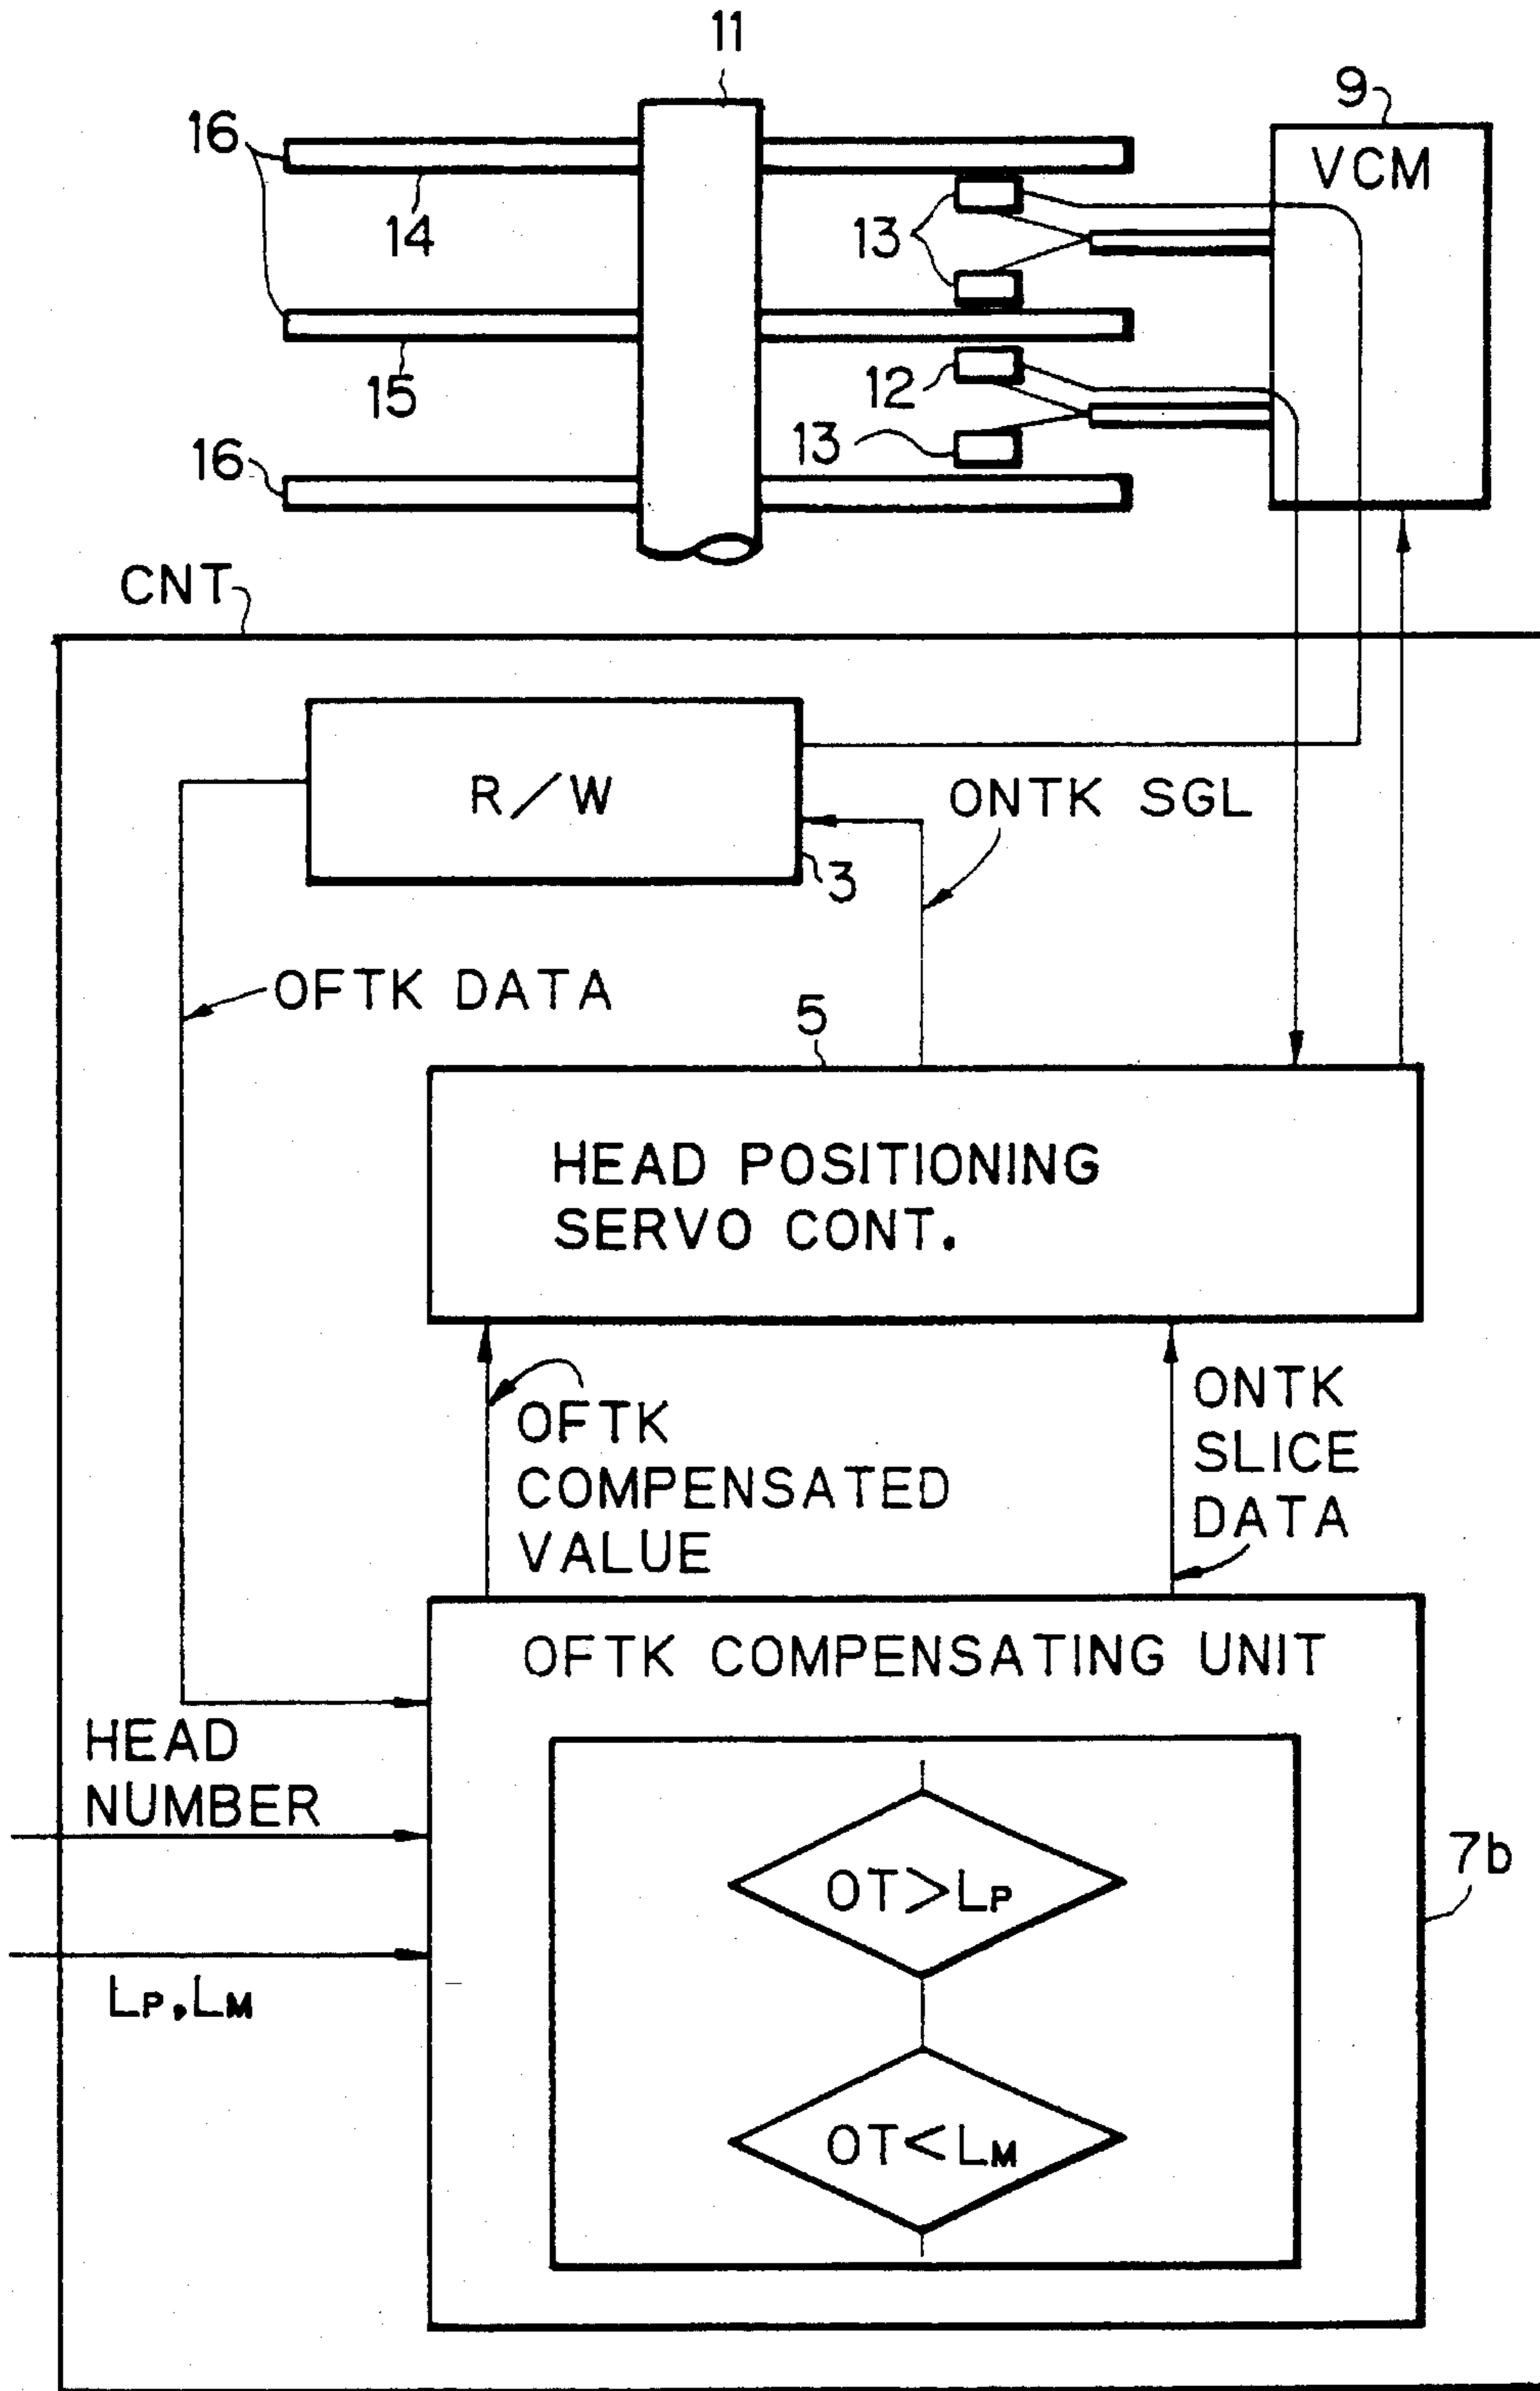 11
9
16
VCM
14
13
15
12
13
16
CNT
R/W
ONTK SGL
3
OFTK DATA
5
HEAD POSITIONING
SERVO CONT.
OFTK
COMPENSATED
VALUE
ONTK
SLICE
DATA
OFTK COMPENSATING UNIT
HEAD
NUMBER
OT>LP
7b
LP,LM
OT<LM